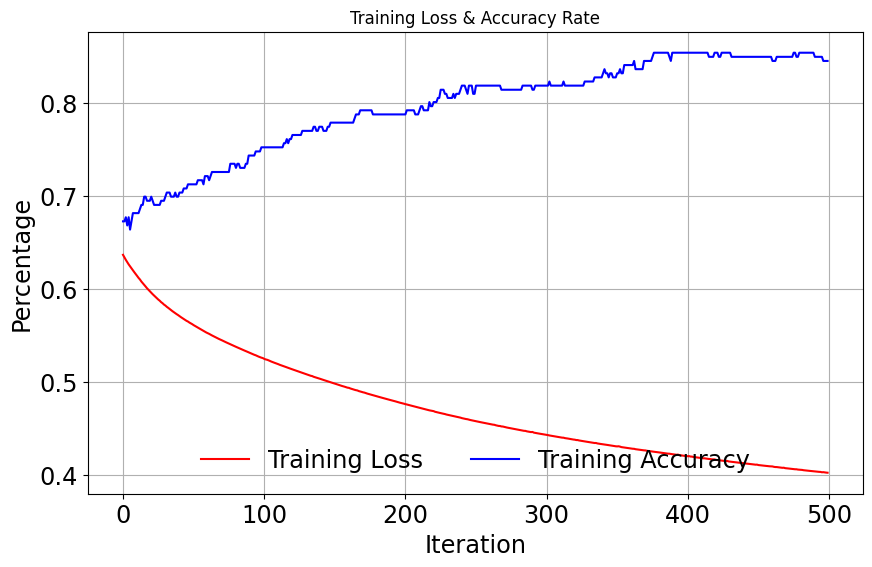 Training Loss & Accuracy Rate
Percentage
0.8
0.7
0.6
0.5
0.4
Training Loss
Training Accuracy
0 100 200 300 400 500
Iteration